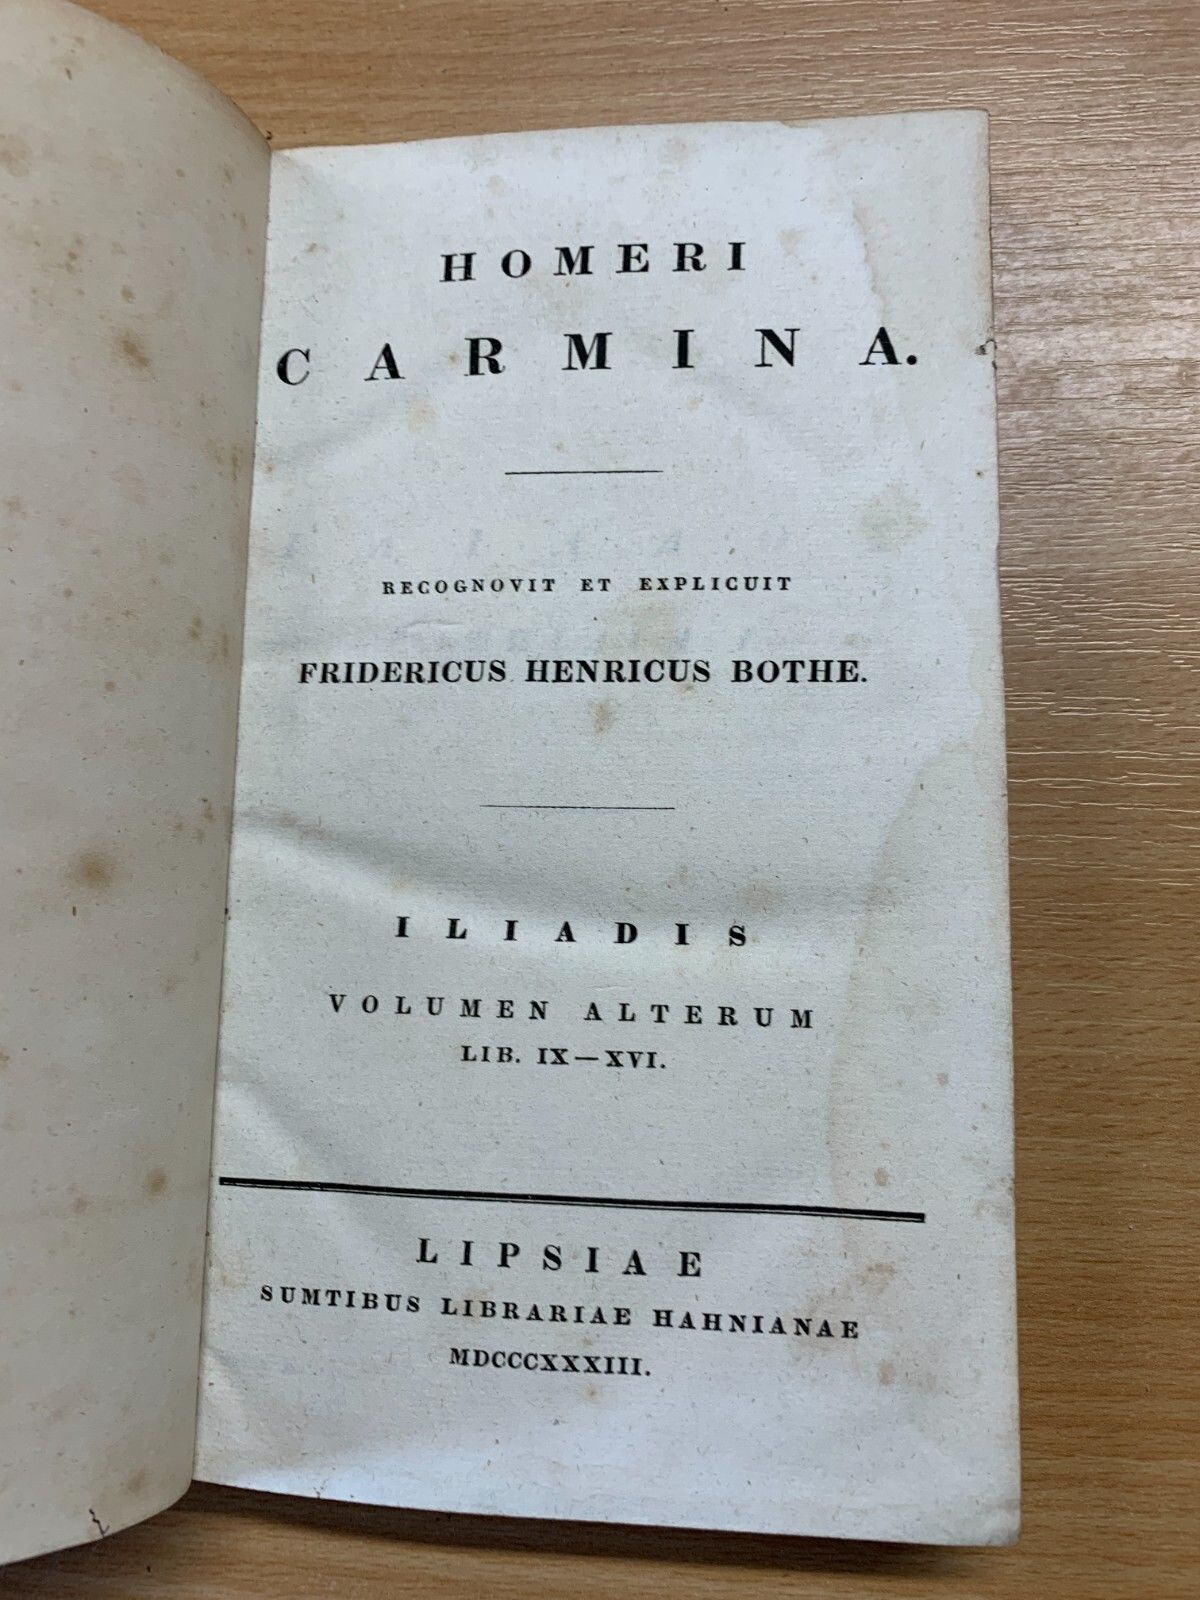 HOMERI
CARMINA.
RECOGNOVIT ET EXPLICUIT
FRIDERICUS HENRICUS BOTHE.
ILIADIS
VOLUMEN ALTERUM
LIB. IX—XVI.
LIPSIAE
SUMTIBUS LIBRARIAE HAHNIANAE
MDCCCXXXIII.